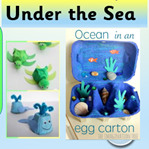 Under the Sea
Ocean in an
egg carton